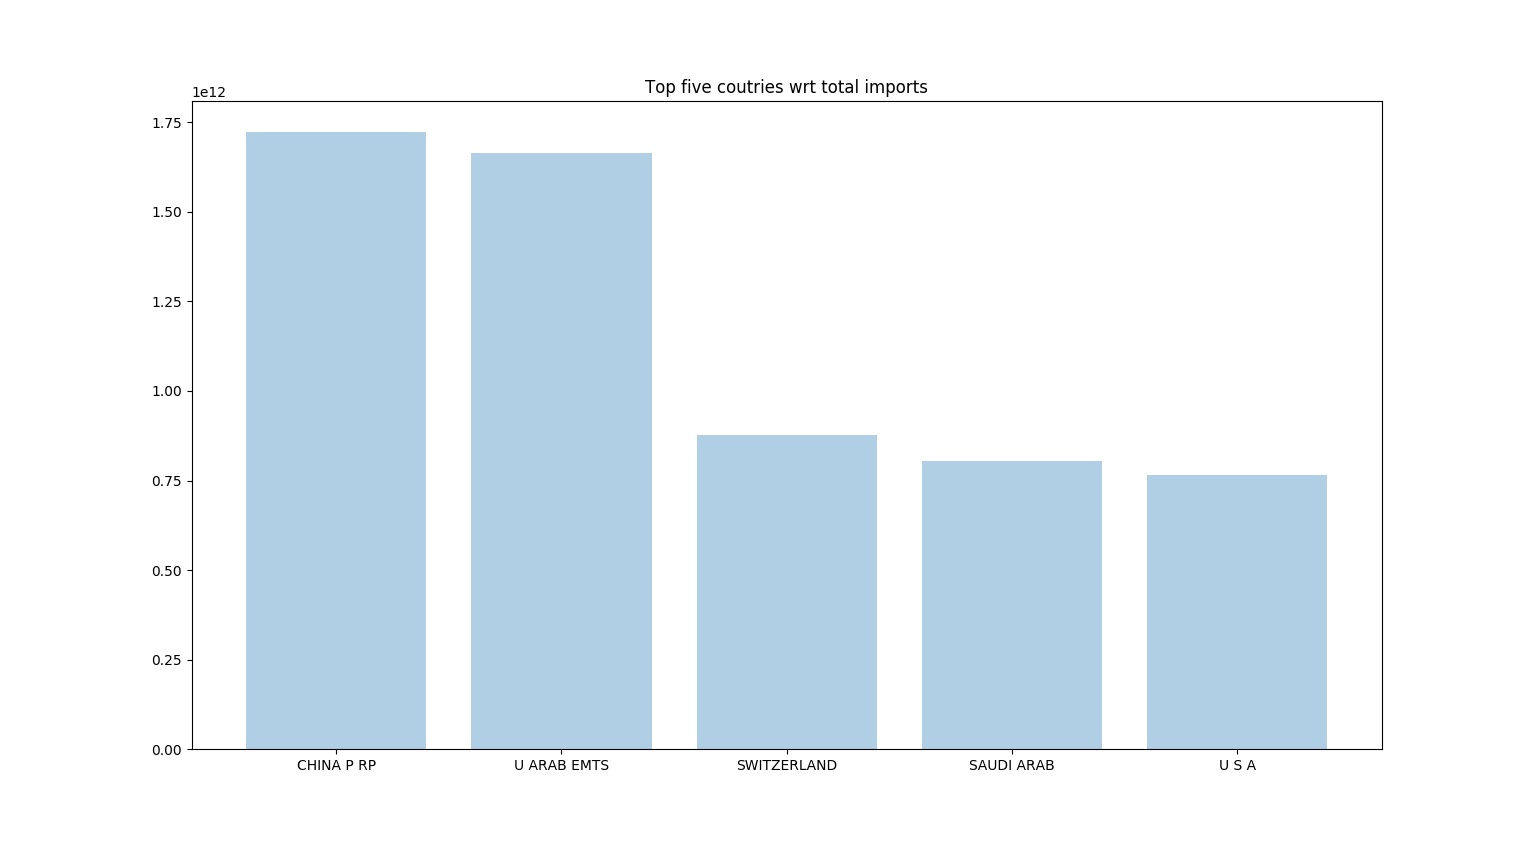 Top five coutries wrt total imports
1e12
1.75
1.50
1.25
1.00
0.75
0.50
0.25
0.00
CHINA P RP
U ARAB EMTS
SWITZERLAND
SAUDI ARAB
U S A